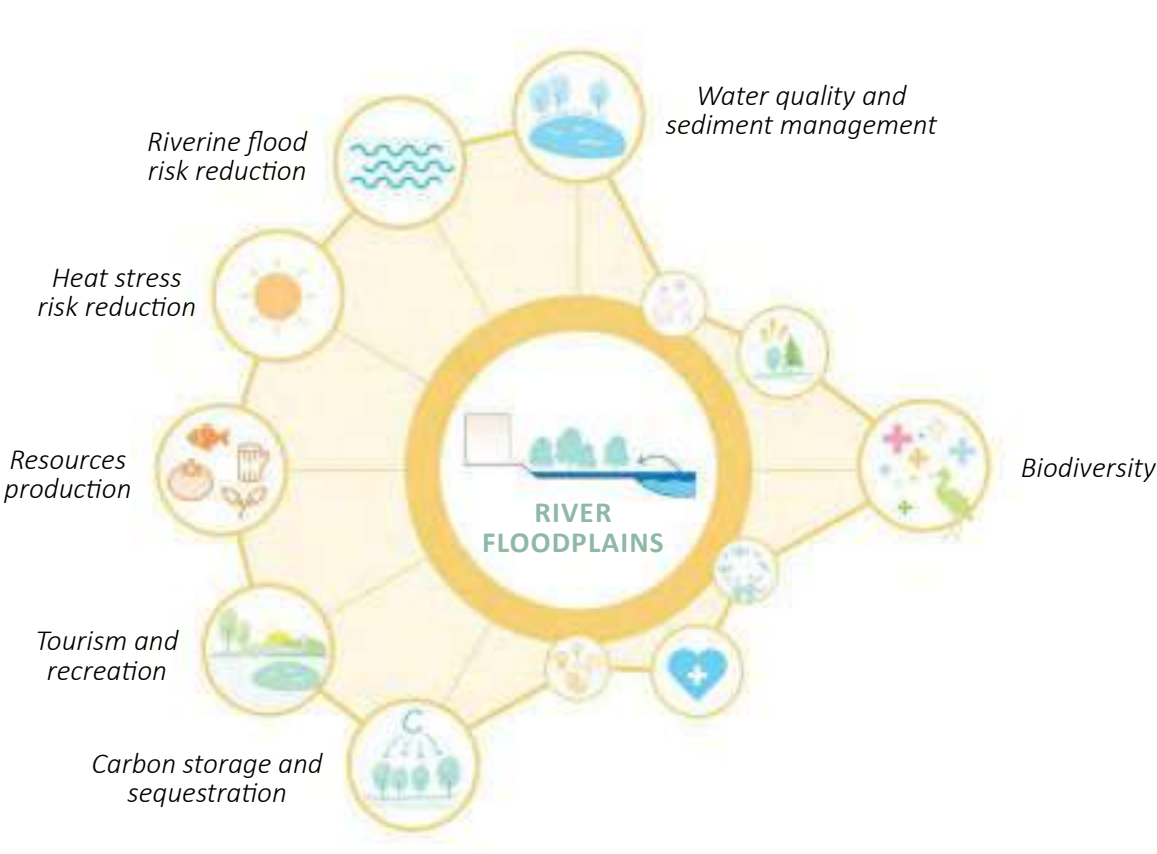 Water quality and
sediment management
Riverine flood
risk reduction
Heat stress
risk reduction
Resources
production
Biodiversity
RIVER
FLOODPLAINS
Tourism and
recreation
C
Carbon storage and
sequestration